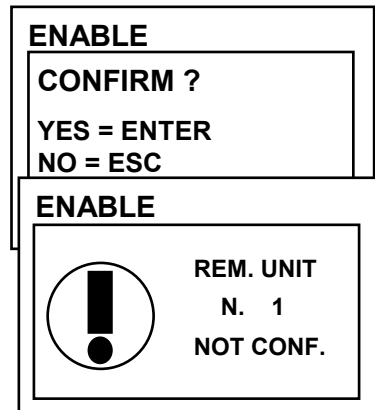 ENABLE
CONFIRM ?
YES = ENTER
NO = ESC
ENABLE
REM. UNIT
N. 1
NOT CONF.